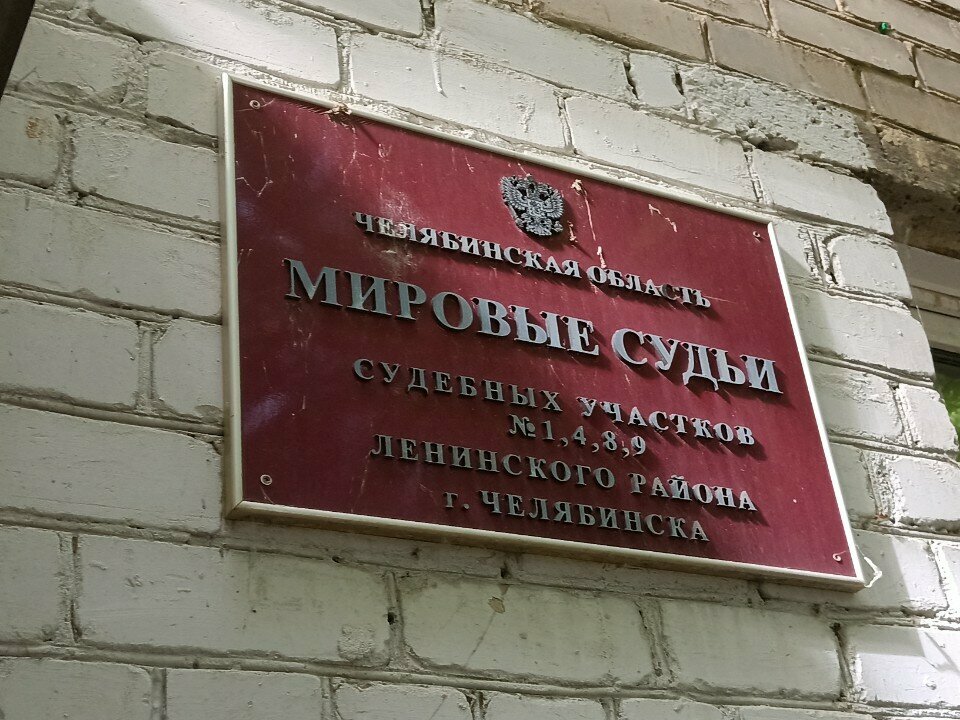 ЧЕЛЯБИНСКАЯ ОБЛАСТЬ
МИРОВЫЕ СУДЬИ
СУДЕБНЫХ УЧАСТКОВ
№1,4,8,9
ЛЕНИНСКОГО РАЙОНА
г. ЧЕЛЯБИНСКА